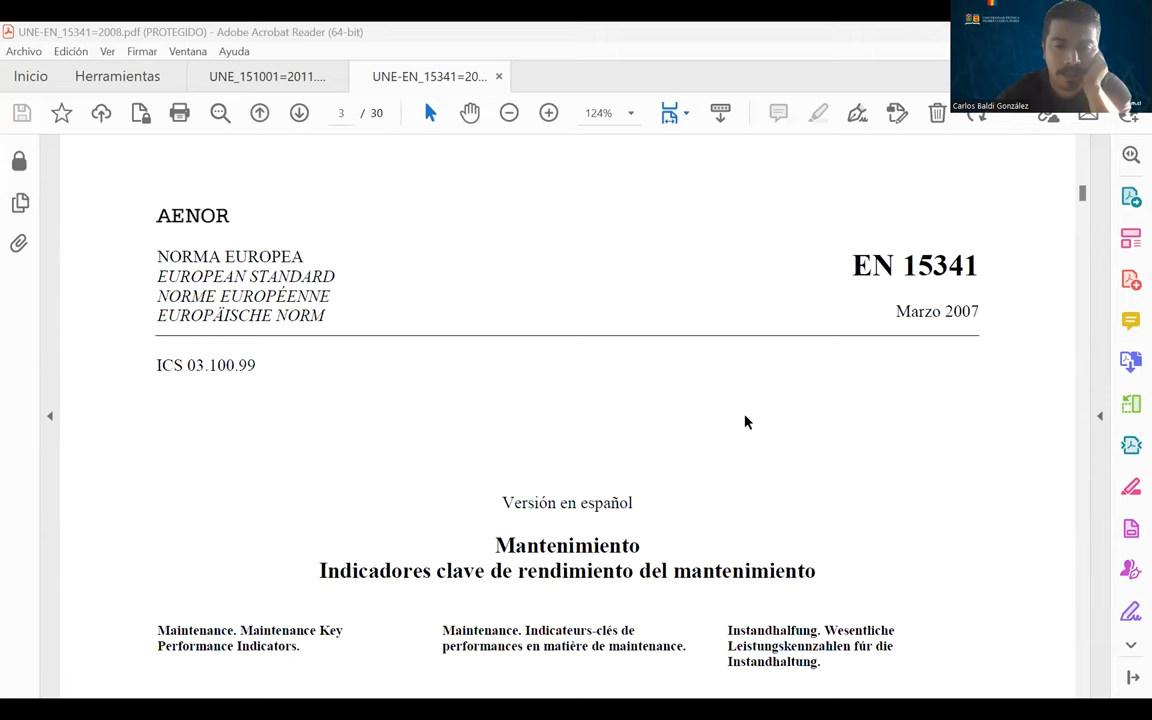 UNE-EN_15341=2008.pdf (PROTEGIDO) - Adobe Acrobat Reader (64-bit)
Archivo Edición Ver Firmar Ventana Ayuda
Inicio Herramientas UNE_151001=2011.... UNE-EN_15341=20... ×
3 / 30 124%
Carlos Baldi González
AENOR
NORMA EUROPEA
EUROPEAN STANDARD
NORME EUROPÉENNE
EUROPÄISCHE NORM
EN 15341
Marzo 2007
ICS 03.100.99
Versión en español
Mantenimiento
Indicadores clave de rendimiento del mantenimiento
Maintenance. Maintenance Key
Performance Indicators.
Maintenance. Indicateurs-clés de
performances en matière de maintenance.
Instandhalfung. Wesentliche
Leistungskennzahlen fúr die
Instandhaltung.